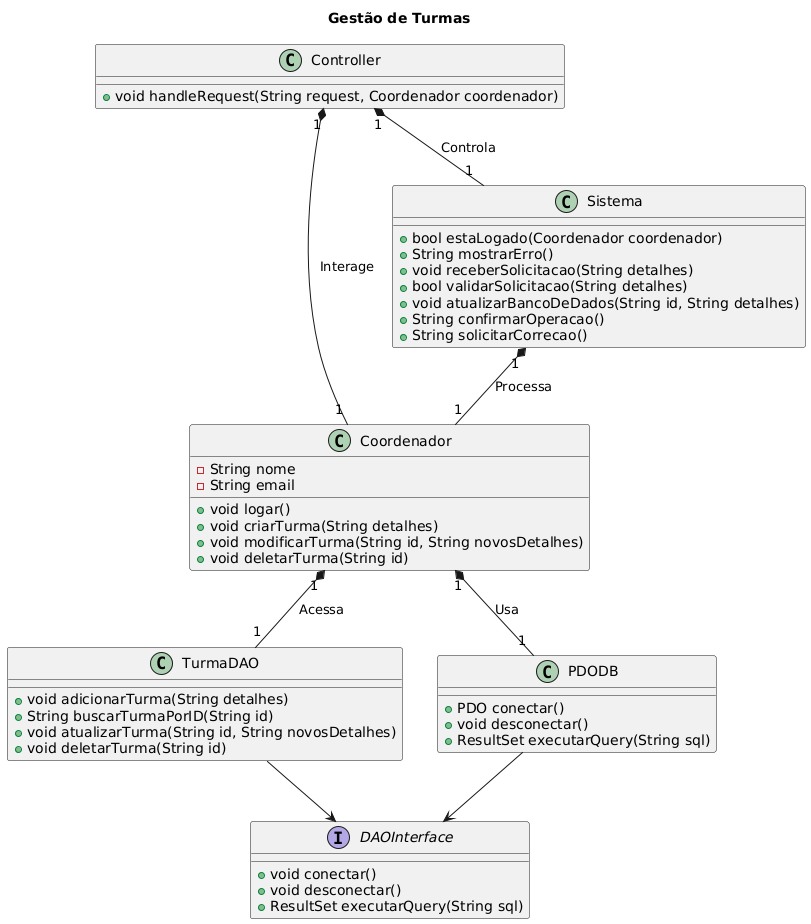 Gestão de Turmas
C Controller
void handleRequest(String request, Coordenador coordenador)
1
1
Controla
1
C Sistema
bool estaLogado(Coordenador coordenador)
String mostrarErro()
void receberSolicitacao(String detalhes)
bool validarSolicitacao(String detalhes)
void atualizarBancoDeDados(String id, String detalhes)
String confirmarOperacao()
String solicitarCorrecao()
Interage
1
Processa
1
1
C Coordenador
String nome
String email
void logar()
void criarTurma(String detalhes)
void modificarTurma(String id, String novosDetalhes)
void deletarTurma(String id)
1
1
Acessa
Usa
1
1
C TurmaDAO
void adicionarTurma(String detalhes)
String buscarTurmaPorID(String id)
void atualizarTurma(String id, String novosDetalhes)
void deletarTurma(String id)
C PDODB
PDO conectar()
void desconectar()
ResultSet executarQuery(String sql)
I DAOInterface
void conectar()
void desconectar()
ResultSet executarQuery(String sql)